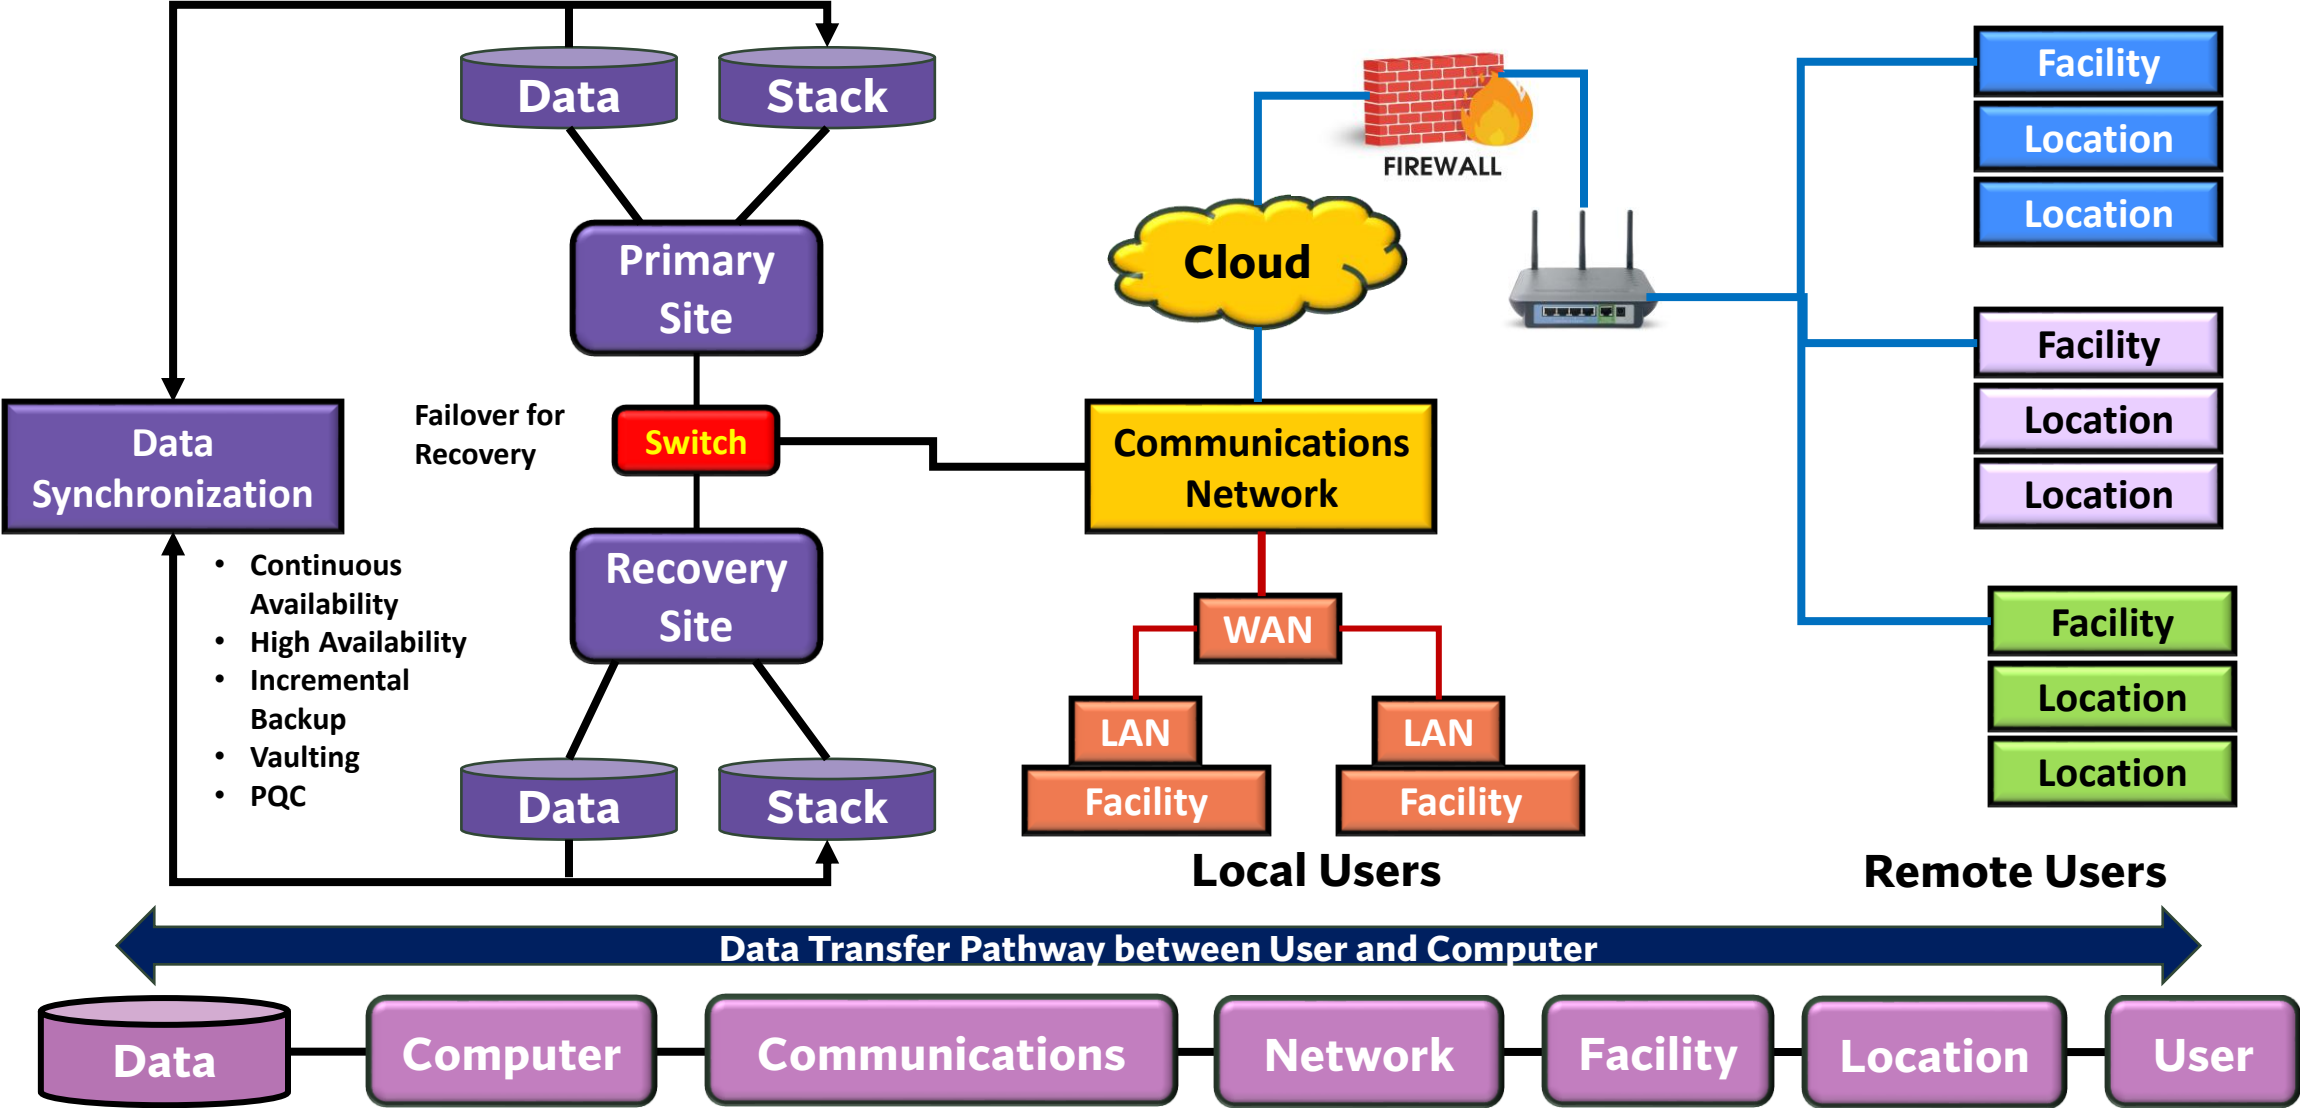 Data
Stack
FIREWALL
Facility
Location
Location
Primary
Site
Cloud
Facility
Location
Location
Data
Synchronization
Failover for
Recovery
Switch
Communications
Network
Recovery
Site
• Continuous
Availability
• High Availability
• Incremental
Backup
• Vaulting
• PQC
WAN
LAN
LAN
Facility
Facility
Facility
Location
Location
Data
Stack
Local Users
Remote Users
Data Transfer Pathway between User and Computer
Data
Computer
Communications
Network
Facility
Location
User